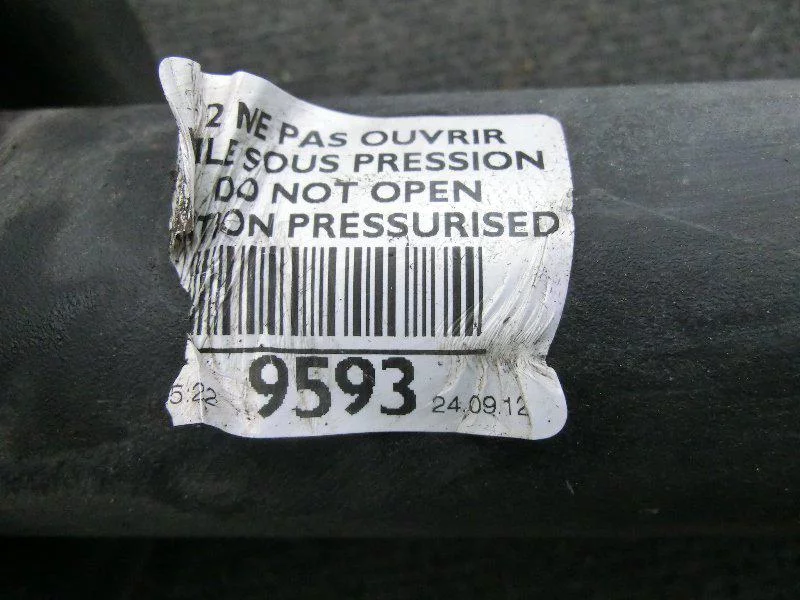 2 NE PAS OUVRIR
ILE SOUS PRESSION
DO NOT OPEN
TION PRESSURISED
5:22 9593 24.09.12